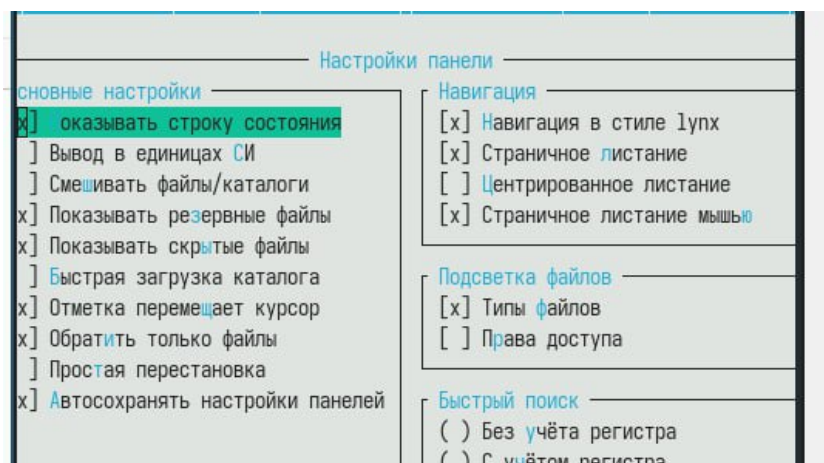 Настройки панели
сновные настройки
x] оказывать строку состояния
] Вывод в единицах СИ
] Смешивать файлы/каталоги
x] Показывать резервные файлы
x] Показывать скрытые файлы
] Быстрая загрузка каталога
x] Отметка перемещает курсор
x] Обратить только файлы
] Простая перестановка
x] Автосохранять настройки панелей
Навигация
[x] Навигация в стиле lynx
[x] Страничное листание
[ ] Центрированное листание
[x] Страничное листание мышью
Подсветка файлов
[x] Типы файлов
[ ] Права доступа
Быстрый поиск
( ) Без учёта регистра
( ) С учётом регистра